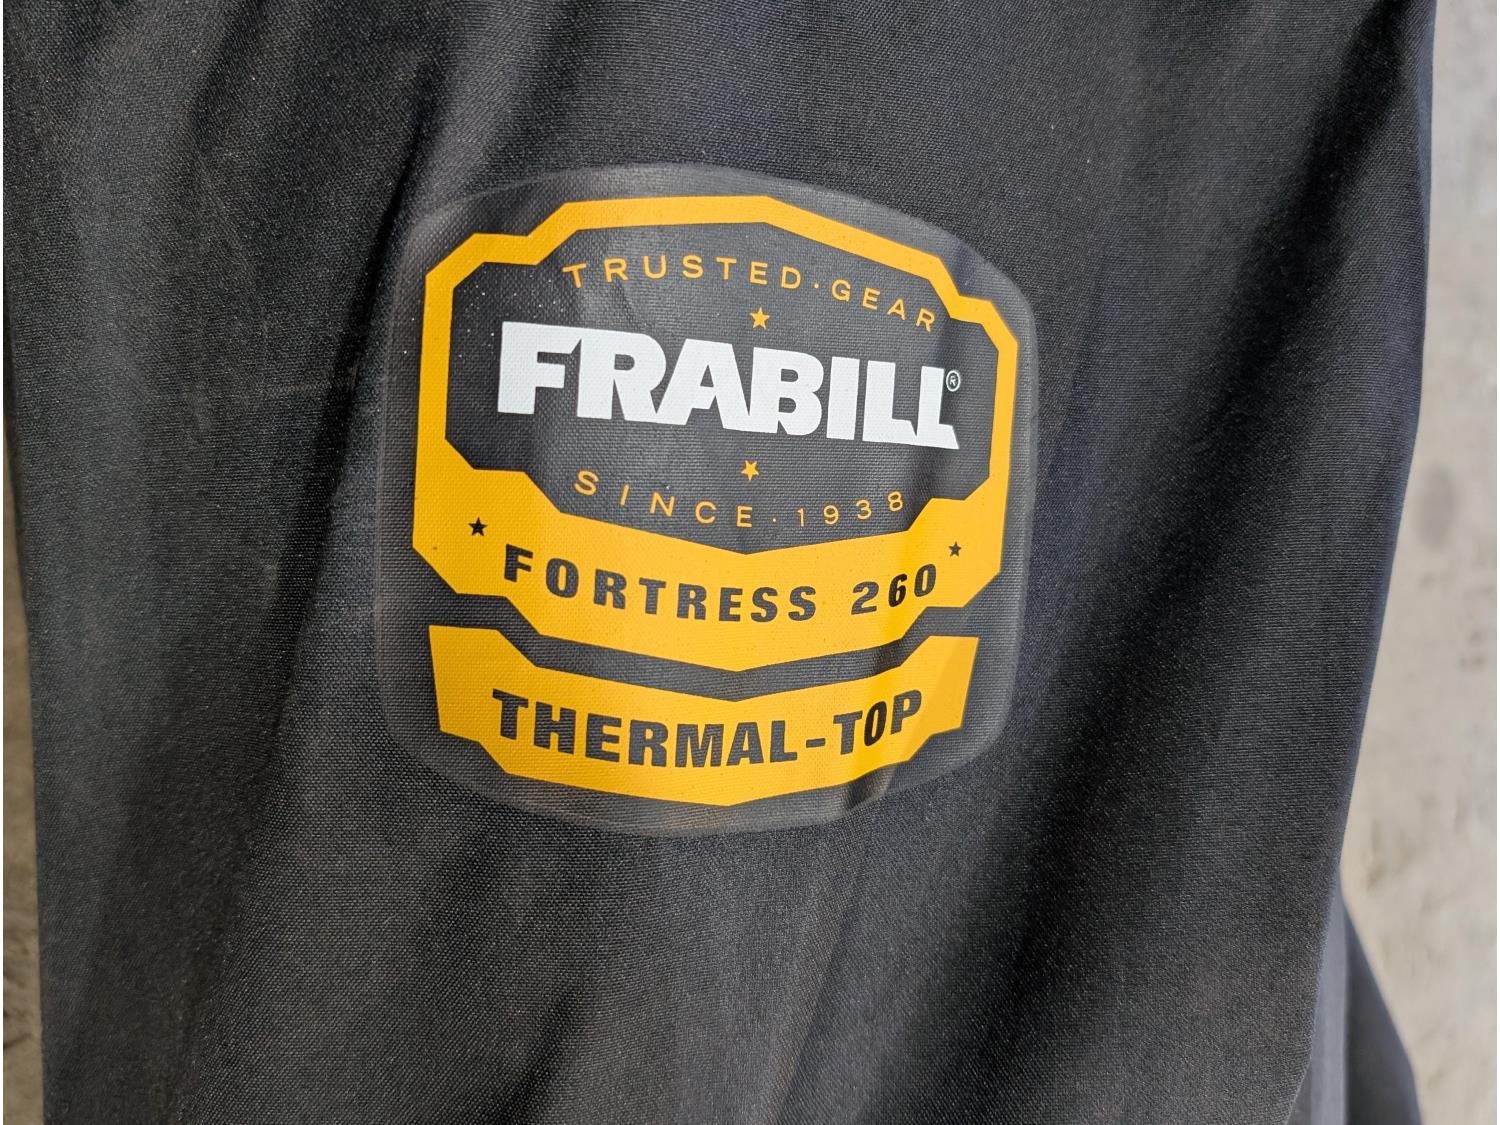 TRUSTED·GEAR
FRABILL®
SINCE·1938
FORTRESS 260
THERMAL-TOP